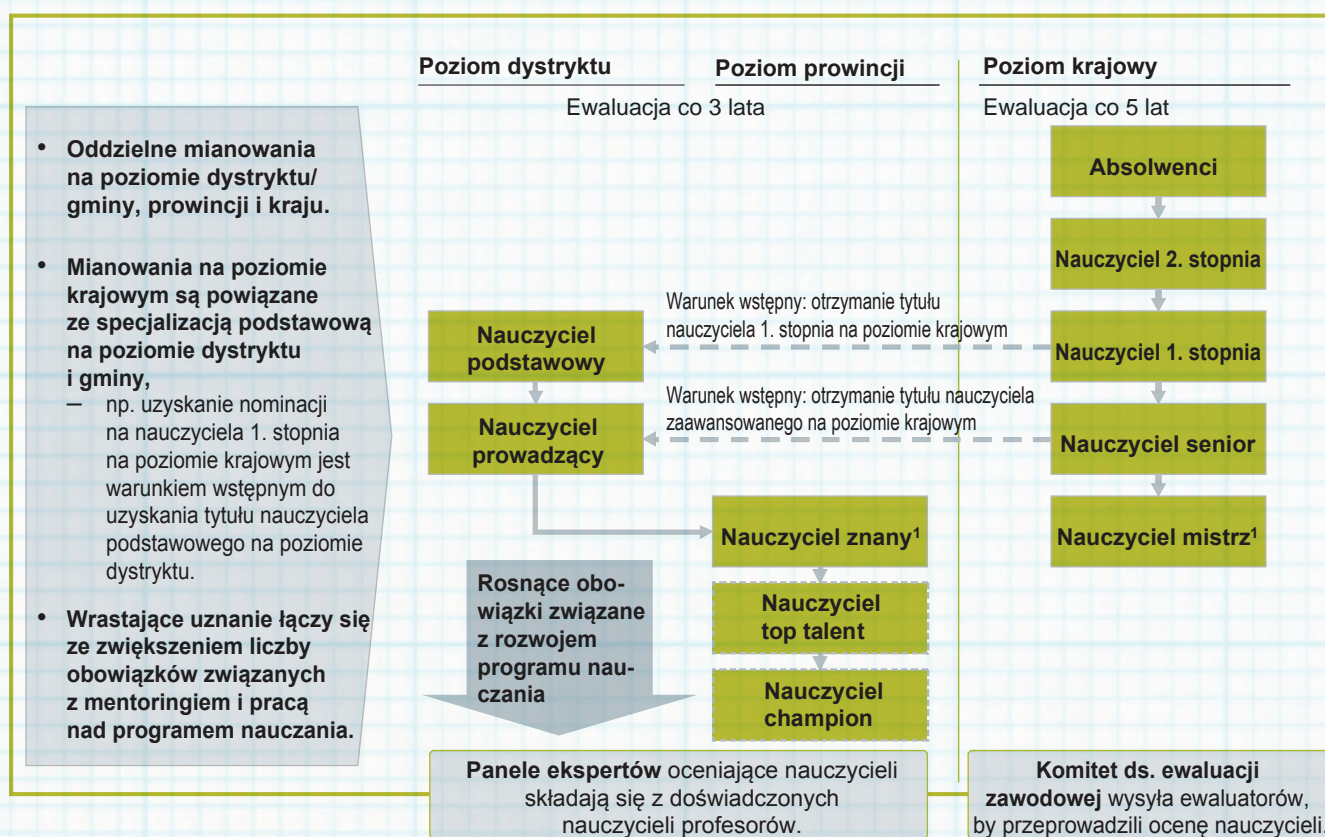 Poziom dystryktu
Poziom prowincji
Poziom krajowy
Ewaluacja co 3 lata
Ewaluacja co 5 lat
• Oddzielne mianowania
na poziomie dystryktu/
gminy, prowincji i kraju.
• Mianowania na poziomie
krajowym są powiązane
ze specjalizacją podstawową
na poziomie dystryktu
i gminy,
— np. uzyskanie nominacji
na nauczyciela 1. stopnia
na poziomie krajowym jest
warunkiem wstępnym do
uzyskania tytułu nauczyciela
podstawowego na poziomie
dystryktu.
• Wrastające uznanie łączy się
ze zwiększeniem liczby
obowiązków związanych
z mentoringiem i pracą
nad programem nauczania.
Nauczyciel
podstawowy
Nauczyciel
prowadzący
Warunek wstępny: otrzymanie tytułu
nauczyciela 1. stopnia na poziomie krajowym
Warunek wstępny: otrzymanie tytułu nauczyciela
zaawansowanego na poziomie krajowym
Nauczyciel znany¹
Nauczyciel
top talent
Nauczyciel
champion
Rosnące obo-
wiązki związane
z rozwojem
programu nau-
czania
Absolwenci
Nauczyciel 2. stopnia
Nauczyciel 1. stopnia
Nauczyciel senior
Nauczyciel mistrz¹
Panele ekspertów oceniające nauczycieli
składają się z doświadczonych
nauczycieli profesorów.
Komitet ds. ewaluacji
zawodowej wysyła ewaluatorów,
by przeprowadzili ocenę nauczycieli.